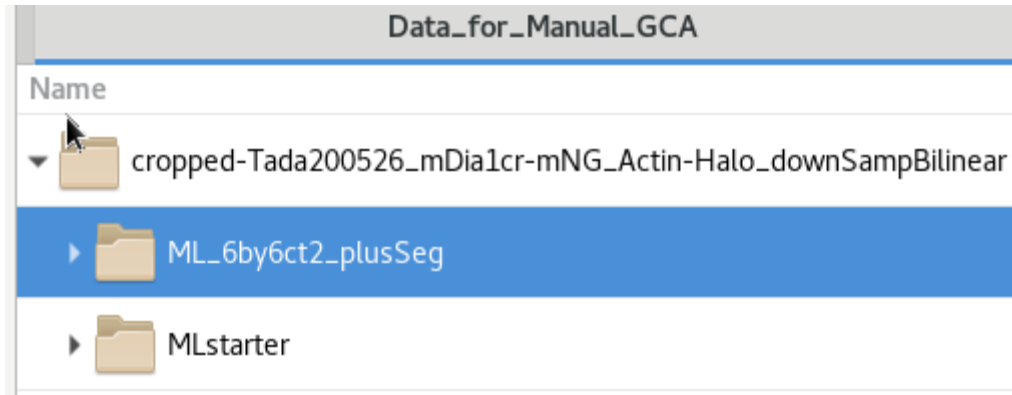 Data_for_Manual_GCA
Name
cropped-Tada200526_mDia1cr-mNG_Actin-Halo_downSampBilinear
ML_6by6ct2_plusSeg
MLstarter